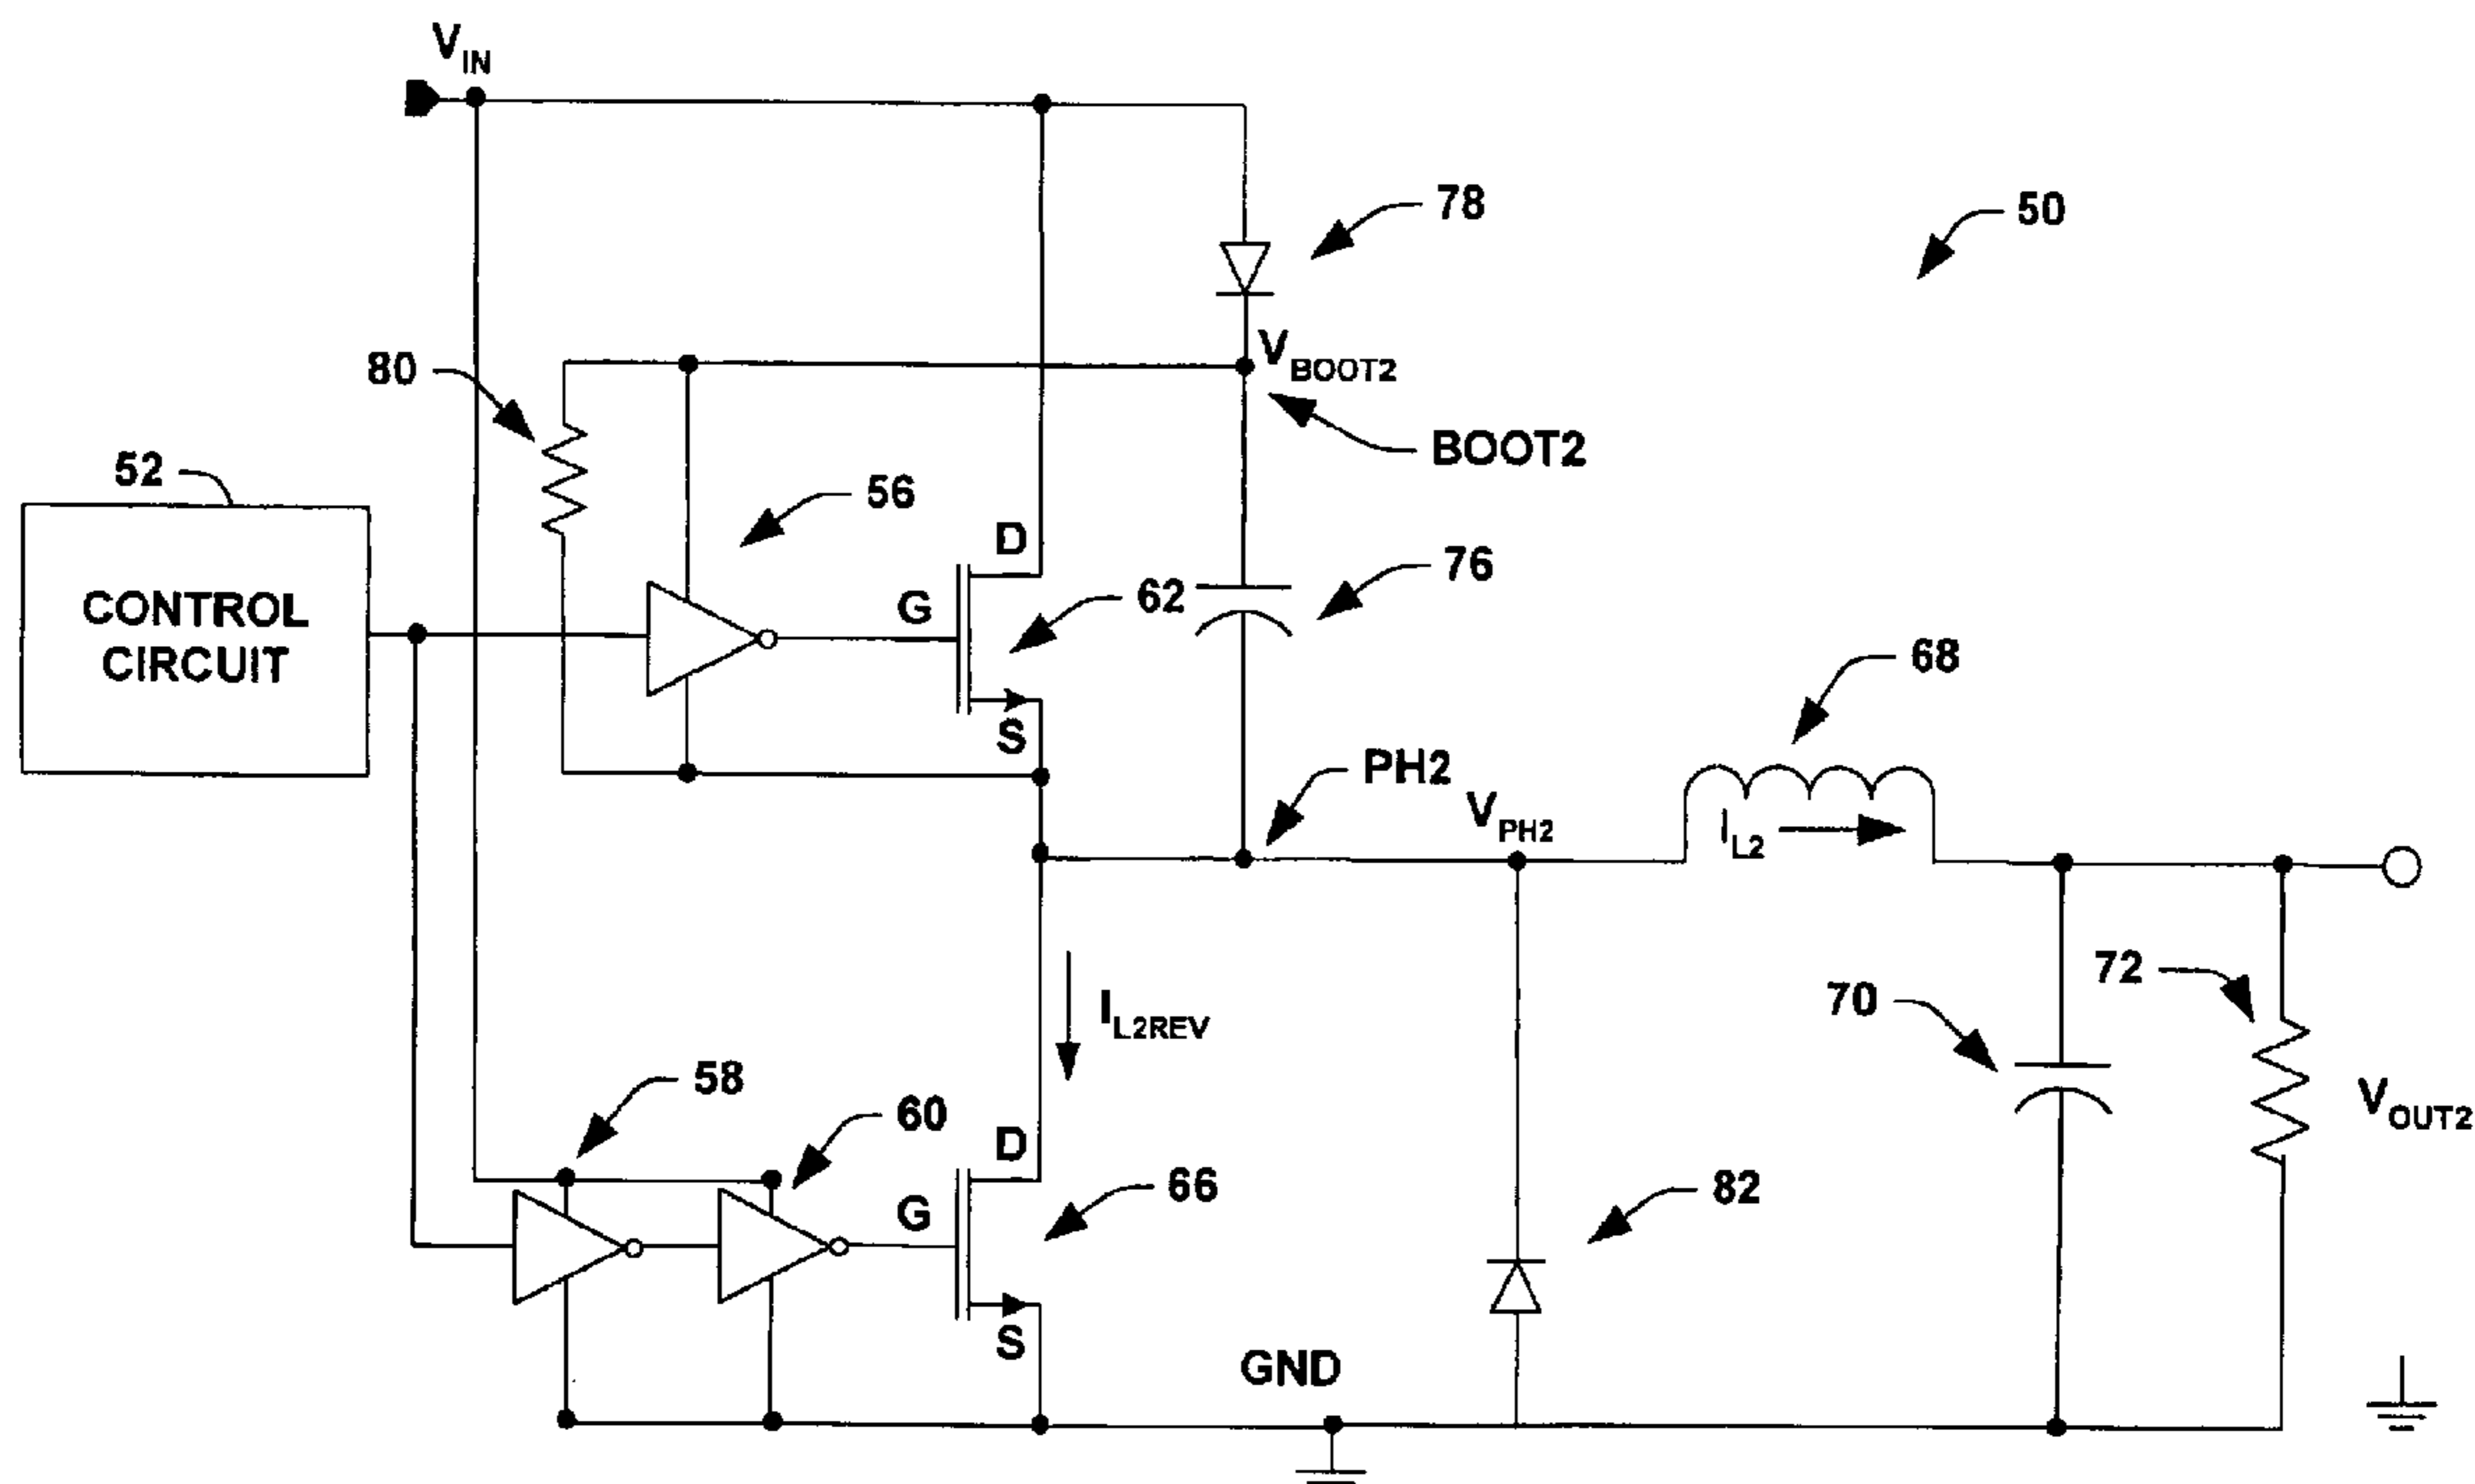 V_IN
78
50
80
V_BOOT2
BOOT2
52
56
D
76
CONTROL
CIRCUIT
G
62
68
S
PH2
V_PH2
I_L2
72
70
I_L2REV
58
60
V_OUT2
D
66
82
G
S
GND